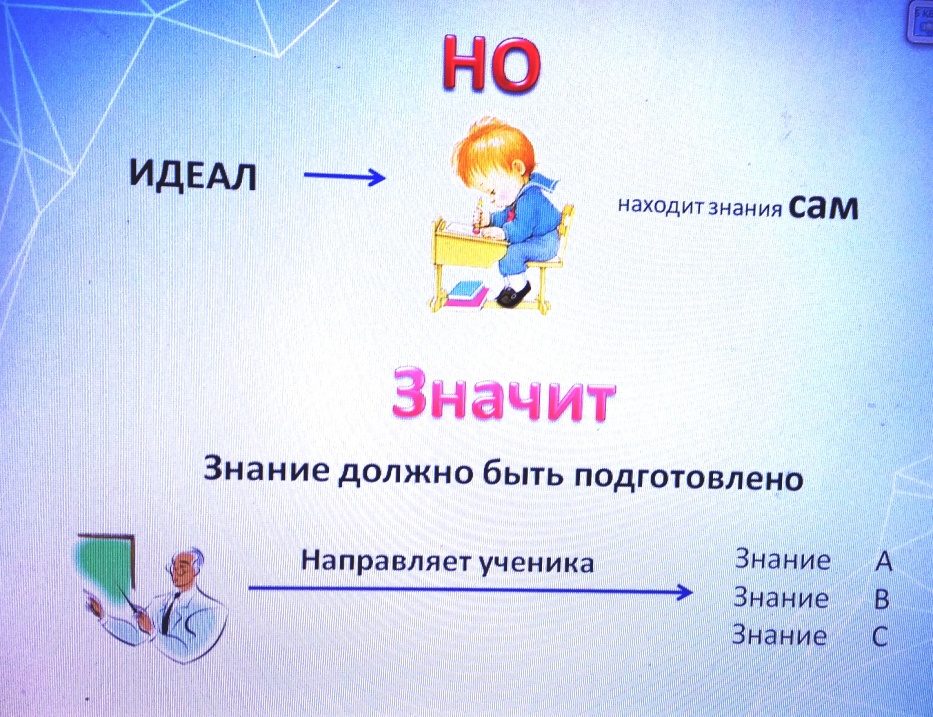 НО
ИДЕАЛ
находит знания сам
Значит
Знание должно быть подготовлено
Направляет ученика
Знание А
Знание В
Знание С